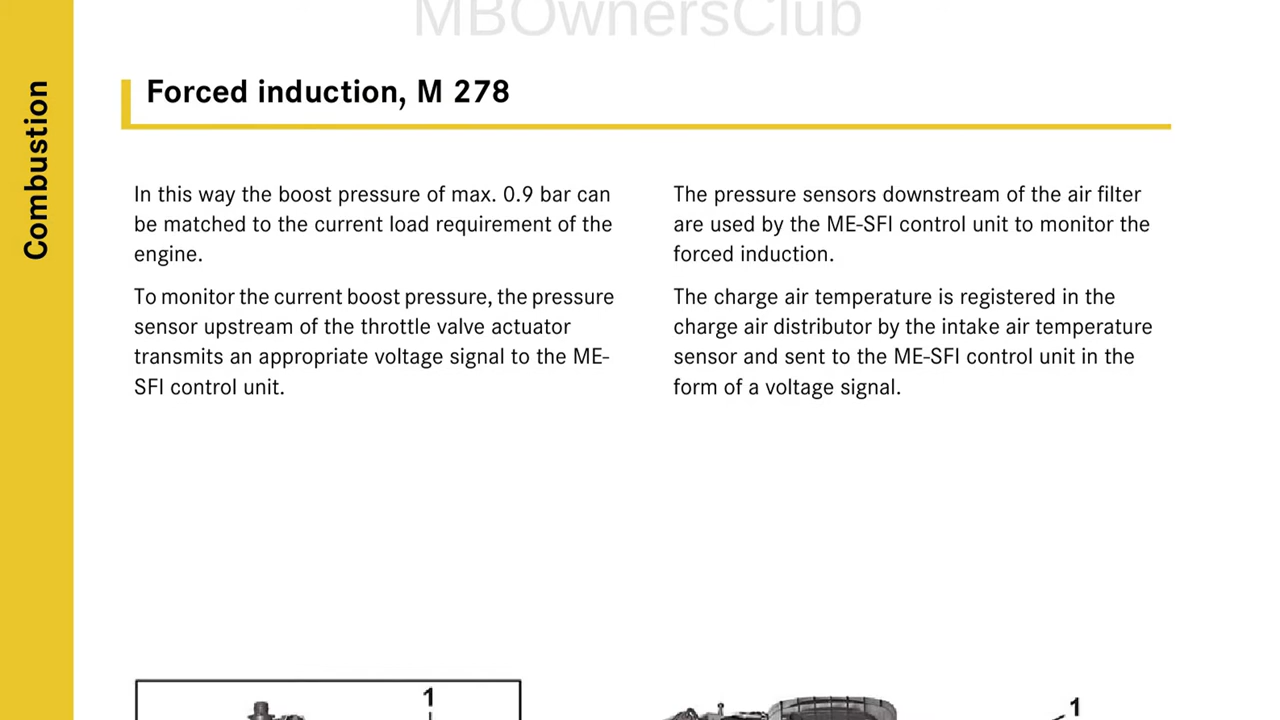 MBOwnersClub
Combustion
Forced induction, M 278
In this way the boost pressure of max. 0.9 bar can
be matched to the current load requirement of the
engine.
To monitor the current boost pressure, the pressure
sensor upstream of the throttle valve actuator
transmits an appropriate voltage signal to the ME-
SFI control unit.
The pressure sensors downstream of the air filter
are used by the ME-SFI control unit to monitor the
forced induction.
The charge air temperature is registered in the
charge air distributor by the intake air temperature
sensor and sent to the ME-SFI control unit in the
form of a voltage signal.
1
1